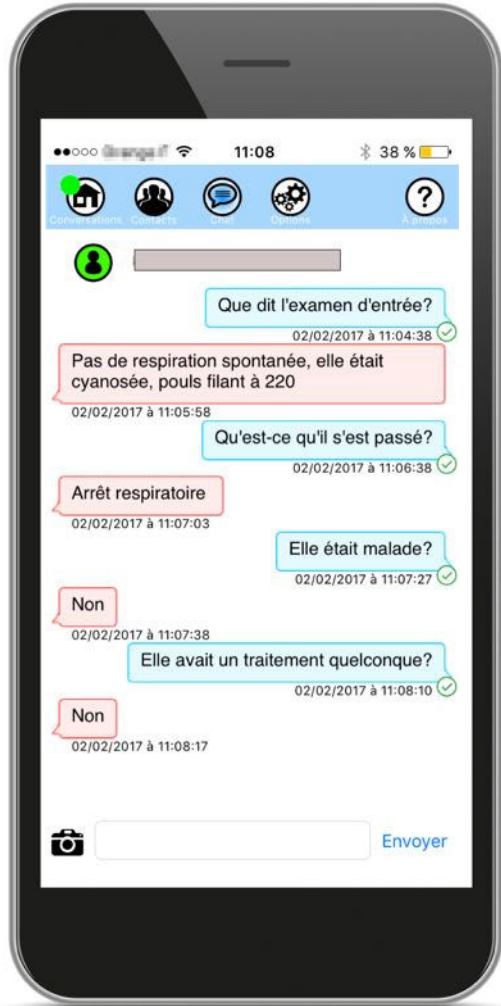 11:08 38 %
Conversations Contacts Chat Options À propos
?
Que dit l'examen d'entrée?
02/02/2017 à 11:04:38
Pas de respiration spontanée, elle était
cyanosée, pouls filant à 220
02/02/2017 à 11:05:58
Qu'est-ce qu'il s'est passé?
02/02/2017 à 11:06:38
Arrêt respiratoire
02/02/2017 à 11:07:03
Elle était malade?
02/02/2017 à 11:07:27
Non
02/02/2017 à 11:07:38
Elle avait un traitement quelconque?
02/02/2017 à 11:08:10
Non
02/02/2017 à 11:08:17
Envoyer